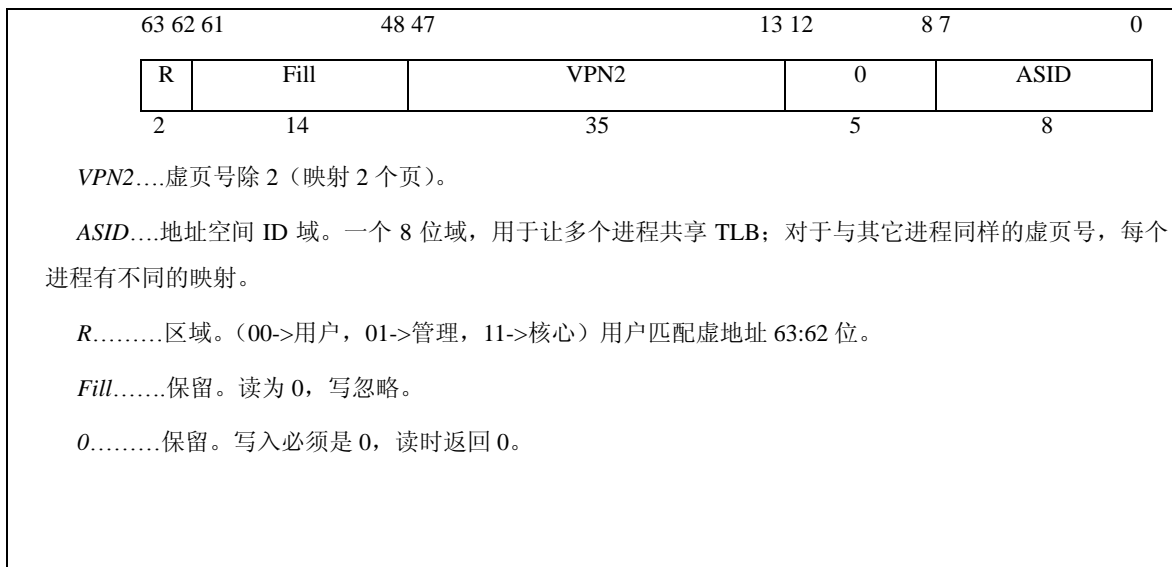 63 62 61 48 47 13 12 8 7 0
R Fill VPN2 0 ASID
2 14 35 5 8
VPN2….虚页号除 2（映射 2 个页）。
ASID….地址空间 ID 域。一个 8 位域，用于让多个进程共享 TLB；对于与其它进程同样的虚页号，每个
进程有不同的映射。
R………区域。（00->用户，01->管理，11->核心）用户匹配虚地址 63:62 位。
Fill…….保留。读为 0，写忽略。
0………保留。写入必须是 0，读时返回 0。